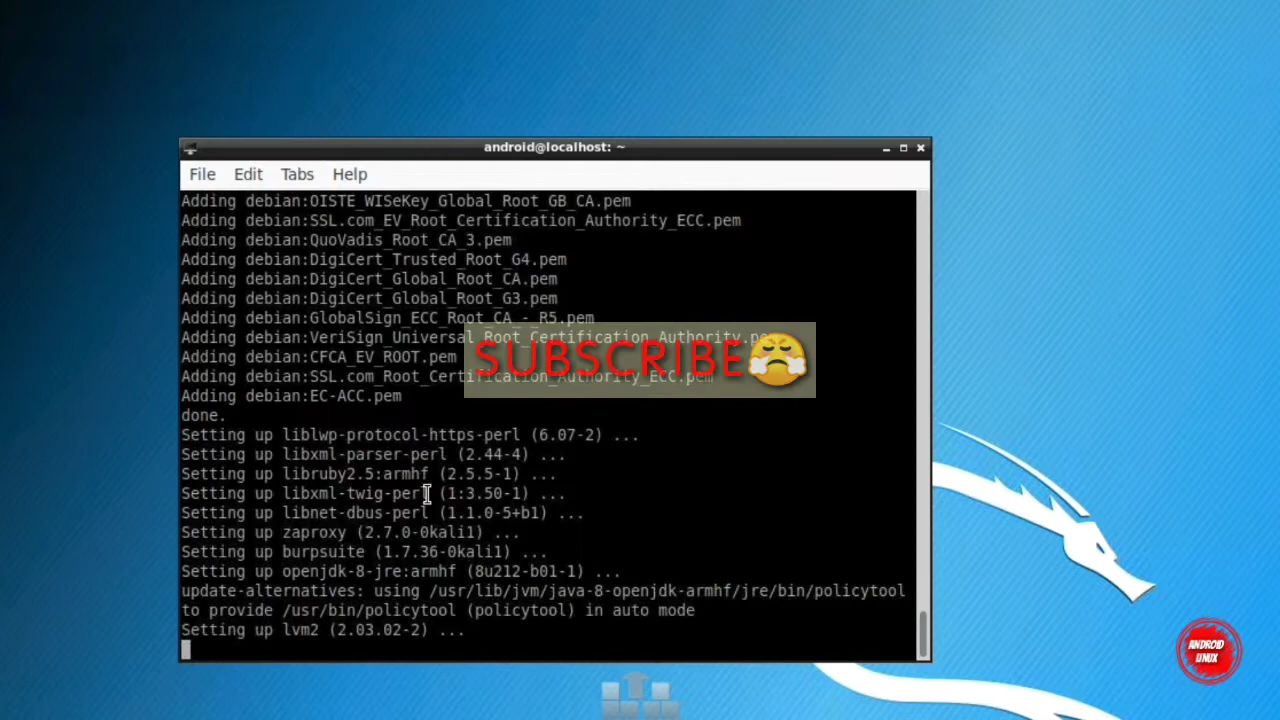 android@localhost: ~
File Edit Tabs Help
Adding debian:OISTE_WISeKey_Global_Root_GB_CA.pem
Adding debian:SSL.com_EV_Root_Certification_Authority_ECC.pem
Adding debian:QuoVadis_Root_CA_3.pem
Adding debian:DigiCert_Trusted_Root_G4.pem
Adding debian:DigiCert_Global_Root_CA.pem
Adding debian:DigiCert_Global_Root_G3.pem
Adding debian:GlobalSign_ECC_Root_CA_-_R5.pem
Adding debian:VeriSign_Universal_Root_Certification_Authority.pem
Adding debian:CFCA_EV_ROOT.pem
SUBSCRIBE😤
Adding debian:SSL.com_Root_Certification_Authority_ECC.pem
Adding debian:EC-ACC.pem
done.
Setting up liblwp-protocol-https-perl (6.07-2) ...
Setting up libxml-parser-perl (2.44-4) ...
Setting up libruby2.5:armhf (2.5.5-1) ...
Setting up libxml-twig-perl (1:3.50-1) ...
Setting up libnet-dbus-perl (1.1.0-5+b1) ...
Setting up zaproxy (2.7.0-0kali1) ...
Setting up burpsuite (1.7.36-0kali1) ...
Setting up openjdk-8-jre:armhf (8u212-b01-1) ...
update-alternatives: using /usr/lib/jvm/java-8-openjdk-armhf/jre/bin/policytool
to provide /usr/bin/policytool (policytool) in auto mode
Setting up lvm2 (2.03.02-2) ...
ANDROID
LINUX